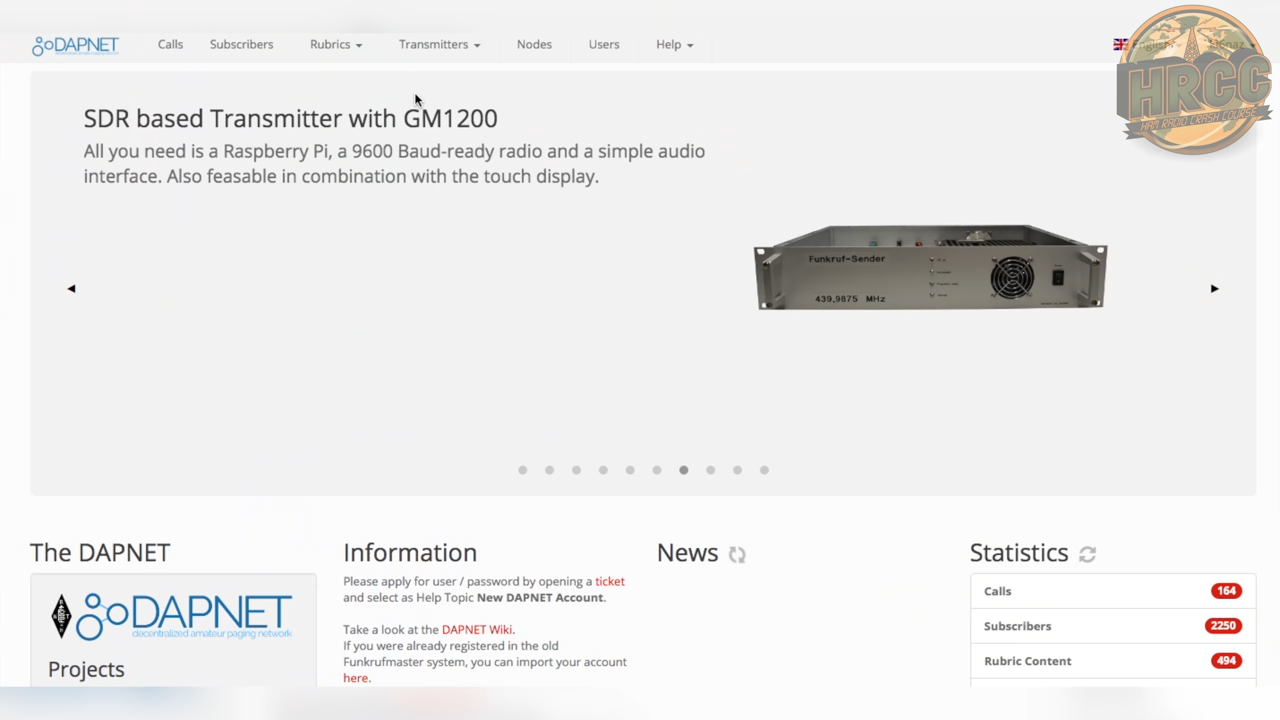 DAPNET
Calls
Subscribers
Rubrics
Transmitters
Nodes
Users
Help
English
HRCC
HAM RADIO CRASH COURSE
SDR based Transmitter with GM1200
All you need is a Raspberry Pi, a 9600 Baud-ready radio and a simple audio
interface. Also feasable in combination with the touch display.
Funkruf-Sender
439,9875 MHz
The DAPNET
DAPNET
decentralized amateur paging network
Projects
Information
Please apply for user / password by opening a ticket
and select as Help Topic New DAPNET Account.
Take a look at the DAPNET Wiki.
If you were already registered in the old
Funkrufmaster system, you can import your account
here.
News
Statistics
Calls 164
Subscribers 2250
Rubric Content 494